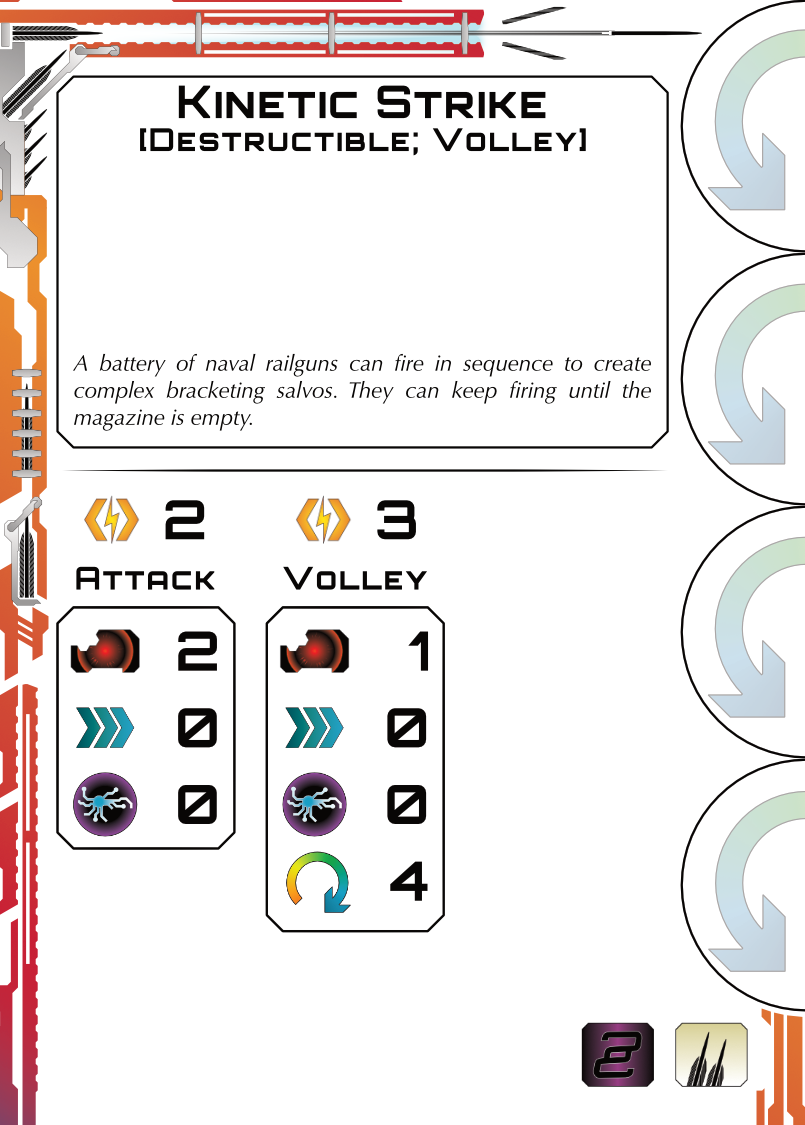 Kinetic Strike
[Destructible; Volley]
A battery of naval railguns can fire in sequence to create
complex bracketing salvos. They can keep firing until the
magazine is empty.
2 3
Attack Volley
2 1
0 0
0 0
4
2